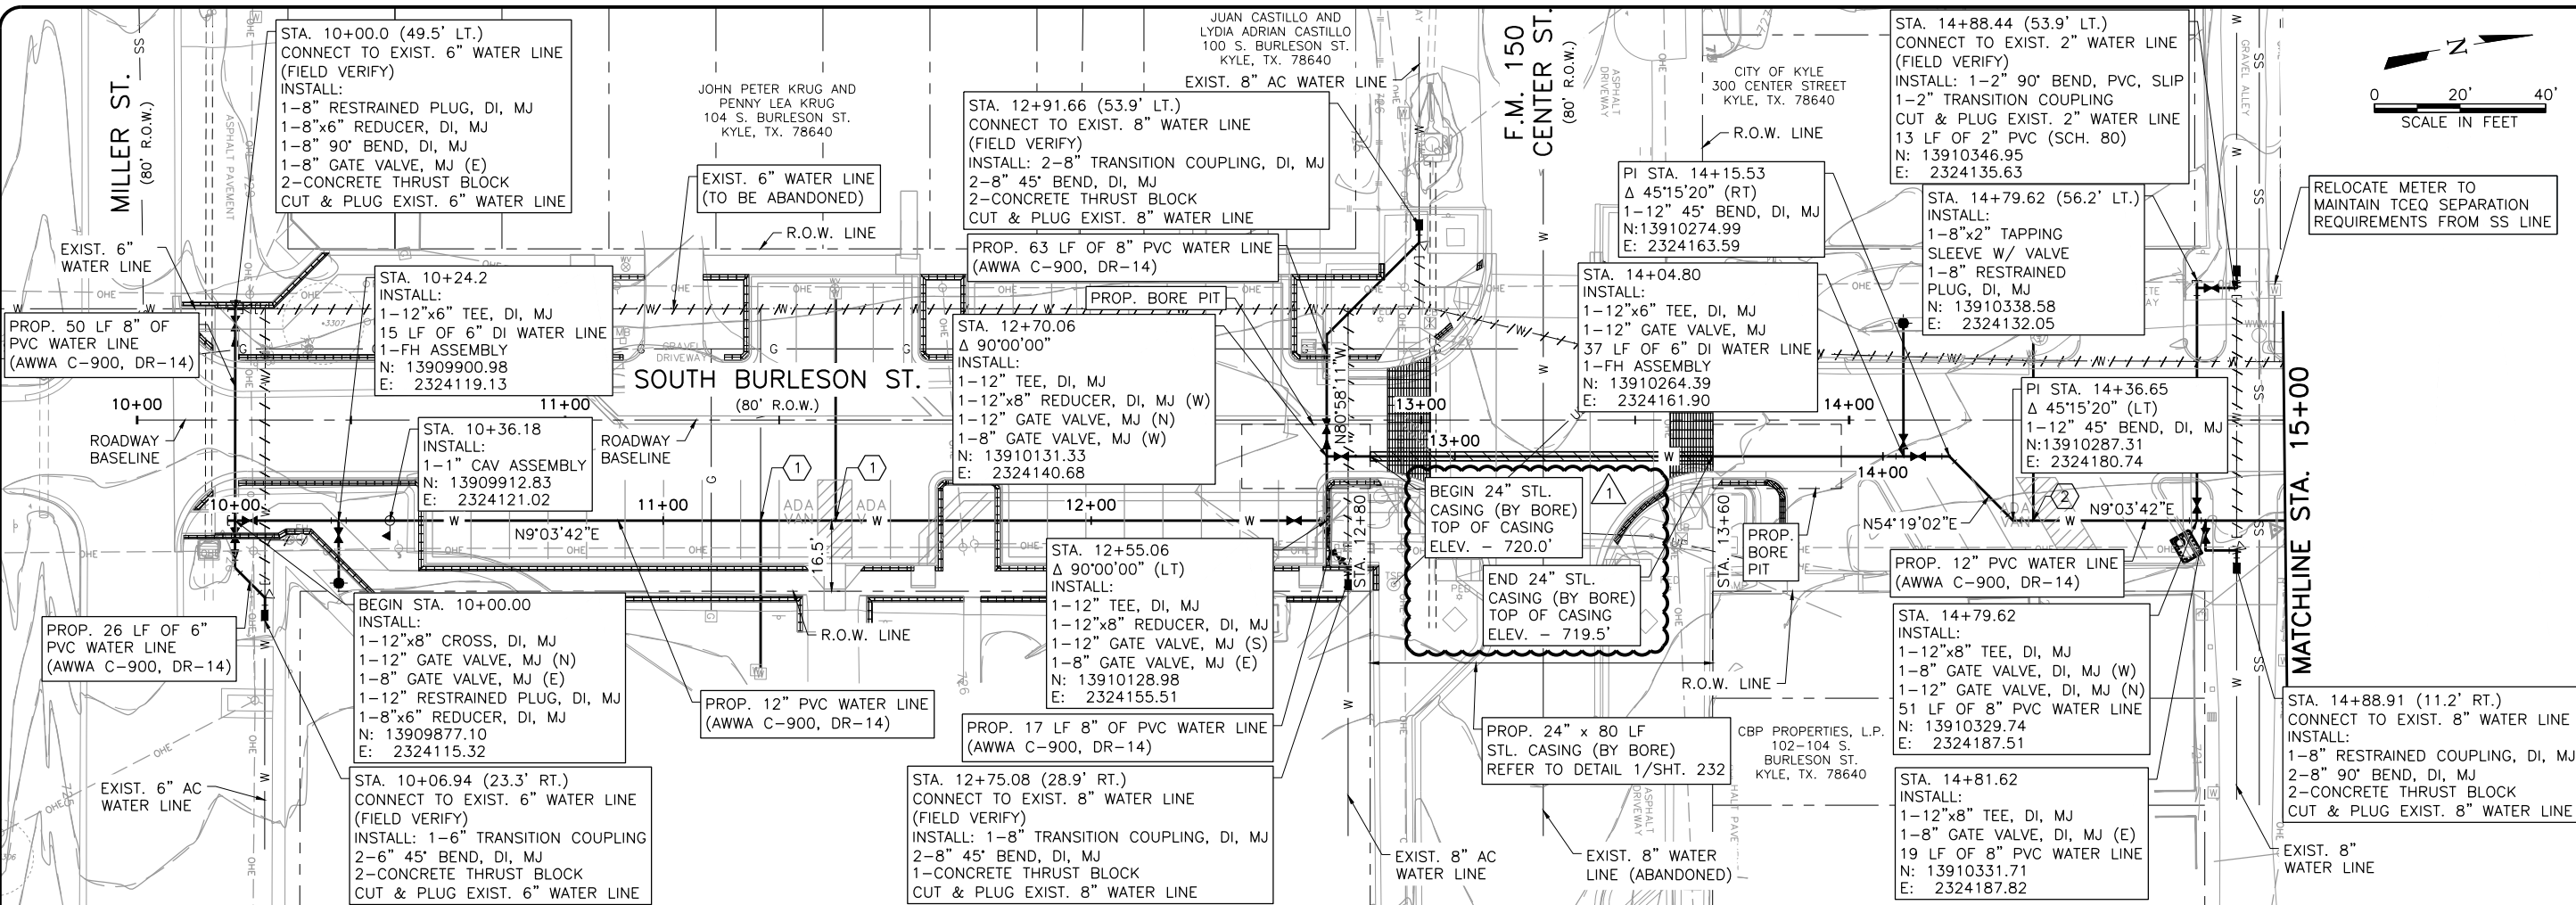 MILLER ST.
(80' R.O.W.)
SS
ASPHALT PAVEMENT
STA. 10+00.0 (49.5' LT.)
CONNECT TO EXIST. 6" WATER LINE
(FIELD VERIFY)
INSTALL:
1-8" RESTRAINED PLUG, DI, MJ
1-8"x6" REDUCER, DI, MJ
1-8" 90° BEND, DI, MJ
1-8" GATE VALVE, MJ (E)
2-CONCRETE THRUST BLOCK
CUT & PLUG EXIST. 6" WATER LINE
JOHN PETER KRUG AND
PENNY LEA KRUG
104 S. BURLESON ST.
KYLE, TX. 78640
EXIST. 6" WATER LINE
(TO BE ABANDONED)
R.O.W. LINE
JUAN CASTILLO AND
LYDIA ADRIAN CASTILLO
100 S. BURLESON ST.
KYLE, TX. 78640
EXIST. 8" AC WATER LINE
STA. 12+91.66 (53.9' LT.)
CONNECT TO EXIST. 8" WATER LINE
(FIELD VERIFY)
INSTALL: 2-8" TRANSITION COUPLING, DI, MJ
2-8" 45° BEND, DI, MJ
2-CONCRETE THRUST BLOCK
CUT & PLUG EXIST. 8" WATER LINE
PROP. 63 LF OF 8" PVC WATER LINE
(AWWA C-900, DR-14)
PROP. BORE PIT
F.M. 150
CENTER ST.
(80' R.O.W.)
ASPHALT
DRIVEWAY
CITY OF KYLE
300 CENTER STREET
KYLE, TX. 78640
R.O.W. LINE
PI STA. 14+15.53
Δ 45°15'20" (RT)
1-12" 45° BEND, DI, MJ
N:13910274.99
E: 2324163.59
STA. 14+88.44 (53.9' LT.)
CONNECT TO EXIST. 2" WATER LINE
(FIELD VERIFY)
INSTALL: 1-2" 90° BEND, PVC, SLIP
1-2" TRANSITION COUPLING
CUT & PLUG EXIST. 2" WATER LINE
13 LF OF 2" PVC (SCH. 80)
N: 13910346.95
E: 2324135.63
GRAVEL ALLEY
N
0 20' 40'
SCALE IN FEET
RELOCATE METER TO
MAINTAIN TCEQ SEPARATION
REQUIREMENTS FROM SS LINE
STA. 14+79.62 (56.2' LT.)
INSTALL:
1-8"x2" TAPPING
SLEEVE W/ VALVE
1-8" RESTRAINED
PLUG, DI, MJ
N: 13910338.58
E: 2324132.05
EXIST. 6"
WATER LINE
PROP. 50 LF 8" OF
PVC WATER LINE
(AWWA C-900, DR-14)
STA. 10+24.2
INSTALL:
1-12"x6" TEE, DI, MJ
15 LF OF 6" DI WATER LINE
1-FH ASSEMBLY
N: 13909900.98
E: 2324119.13
GRAVEL
DRIVEWAY
SOUTH BURLESON ST.
(80' R.O.W.)
STA. 12+70.06
Δ 90°00'00"
INSTALL:
1-12" TEE, DI, MJ
1-12"x8" REDUCER, DI, MJ (W)
1-12" GATE VALVE, MJ (N)
1-8" GATE VALVE, MJ (W)
N: 13910131.33
E: 2324140.68
N80°58'11"W
STA. 14+04.80
INSTALL:
1-12"x6" TEE, DI, MJ
1-12" GATE VALVE, MJ
37 LF OF 6" DI WATER LINE
1-FH ASSEMBLY
N: 13910264.39
E: 2324161.90
PI STA. 14+36.65
Δ 45°15'20" (LT)
1-12" 45° BEND, DI, MJ
N:13910287.31
E: 2324180.74
10+00
11+00
13+00
14+00
ROADWAY
BASELINE
STA. 10+36.18
INSTALL:
1-1" CAV ASSEMBLY
N: 13909912.83
E: 2324121.02
ROADWAY
BASELINE
1
1
ADA
VAN
ADA
VAN
10+00
11+00
12+00
13+00
14+00
N9°03'42"E
16.5'
STA. 12+80
BEGIN 24" STL.
CASING (BY BORE)
TOP OF CASING
ELEV. - 720.0'
1
END 24" STL.
CASING (BY BORE)
TOP OF CASING
ELEV. - 719.5'
STA. 13+60
PROP.
BORE
PIT
N54°19'02"E
2
N9°03'42"E
MATCHLINE STA. 15+00
PROP. 12" PVC WATER LINE
(AWWA C-900, DR-14)
PROP. 26 LF OF 6"
PVC WATER LINE
(AWWA C-900, DR-14)
BEGIN STA. 10+00.00
INSTALL:
1-12"x8" CROSS, DI, MJ
1-12" GATE VALVE, MJ (N)
1-8" GATE VALVE, MJ (E)
1-12" RESTRAINED PLUG, DI, MJ
1-8"x6" REDUCER, DI, MJ
N: 13909877.10
E: 2324115.32
R.O.W. LINE
PROP. 12" PVC WATER LINE
(AWWA C-900, DR-14)
STA. 12+55.06
Δ 90°00'00" (LT)
INSTALL:
1-12" TEE, DI, MJ
1-12"x8" REDUCER, DI, MJ
1-12" GATE VALVE, MJ (S)
1-8" GATE VALVE, MJ (E)
N: 13910128.98
E: 2324155.51
PROP. 17 LF 8" OF PVC WATER LINE
(AWWA C-900, DR-14)
R.O.W. LINE
PROP. 24" x 80 LF
STL. CASING (BY BORE)
REFER TO DETAIL 1/SHT. 232
CBP PROPERTIES, L.P.
102-104 S.
BURLESON ST.
KYLE, TX. 78640
STA. 14+79.62
INSTALL:
1-12"x8" TEE, DI, MJ
1-8" GATE VALVE, DI, MJ (W)
1-12" GATE VALVE, DI, MJ (N)
51 LF OF 8" PVC WATER LINE
N: 13910329.74
E: 2324187.51
STA. 14+88.91 (11.2' RT.)
CONNECT TO EXIST. 8" WATER LINE
INSTALL:
1-8" RESTRAINED COUPLING, DI, MJ
2-8" 90° BEND, DI, MJ
2-CONCRETE THRUST BLOCK
CUT & PLUG EXIST. 8" WATER LINE
EXIST. 6" AC
WATER LINE
STA. 10+06.94 (23.3' RT.)
CONNECT TO EXIST. 6" WATER LINE
(FIELD VERIFY)
INSTALL: 1-6" TRANSITION COUPLING
2-6" 45° BEND, DI, MJ
2-CONCRETE THRUST BLOCK
CUT & PLUG EXIST. 6" WATER LINE
STA. 12+75.08 (28.9' RT.)
CONNECT TO EXIST. 8" WATER LINE
(FIELD VERIFY)
INSTALL: 1-8" TRANSITION COUPLING, DI, MJ
2-8" 45° BEND, DI, MJ
1-CONCRETE THRUST BLOCK
CUT & PLUG EXIST. 8" WATER LINE
EXIST. 8" AC
WATER LINE
EXIST. 8" WATER
LINE (ABANDONED)
ASPHALT
DRIVEWAY
STA. 14+81.62
INSTALL:
1-12"x8" TEE, DI, MJ
1-8" GATE VALVE, DI, MJ (E)
19 LF OF 8" PVC WATER LINE
N: 13910331.71
E: 2324187.82
EXIST. 8"
WATER LINE